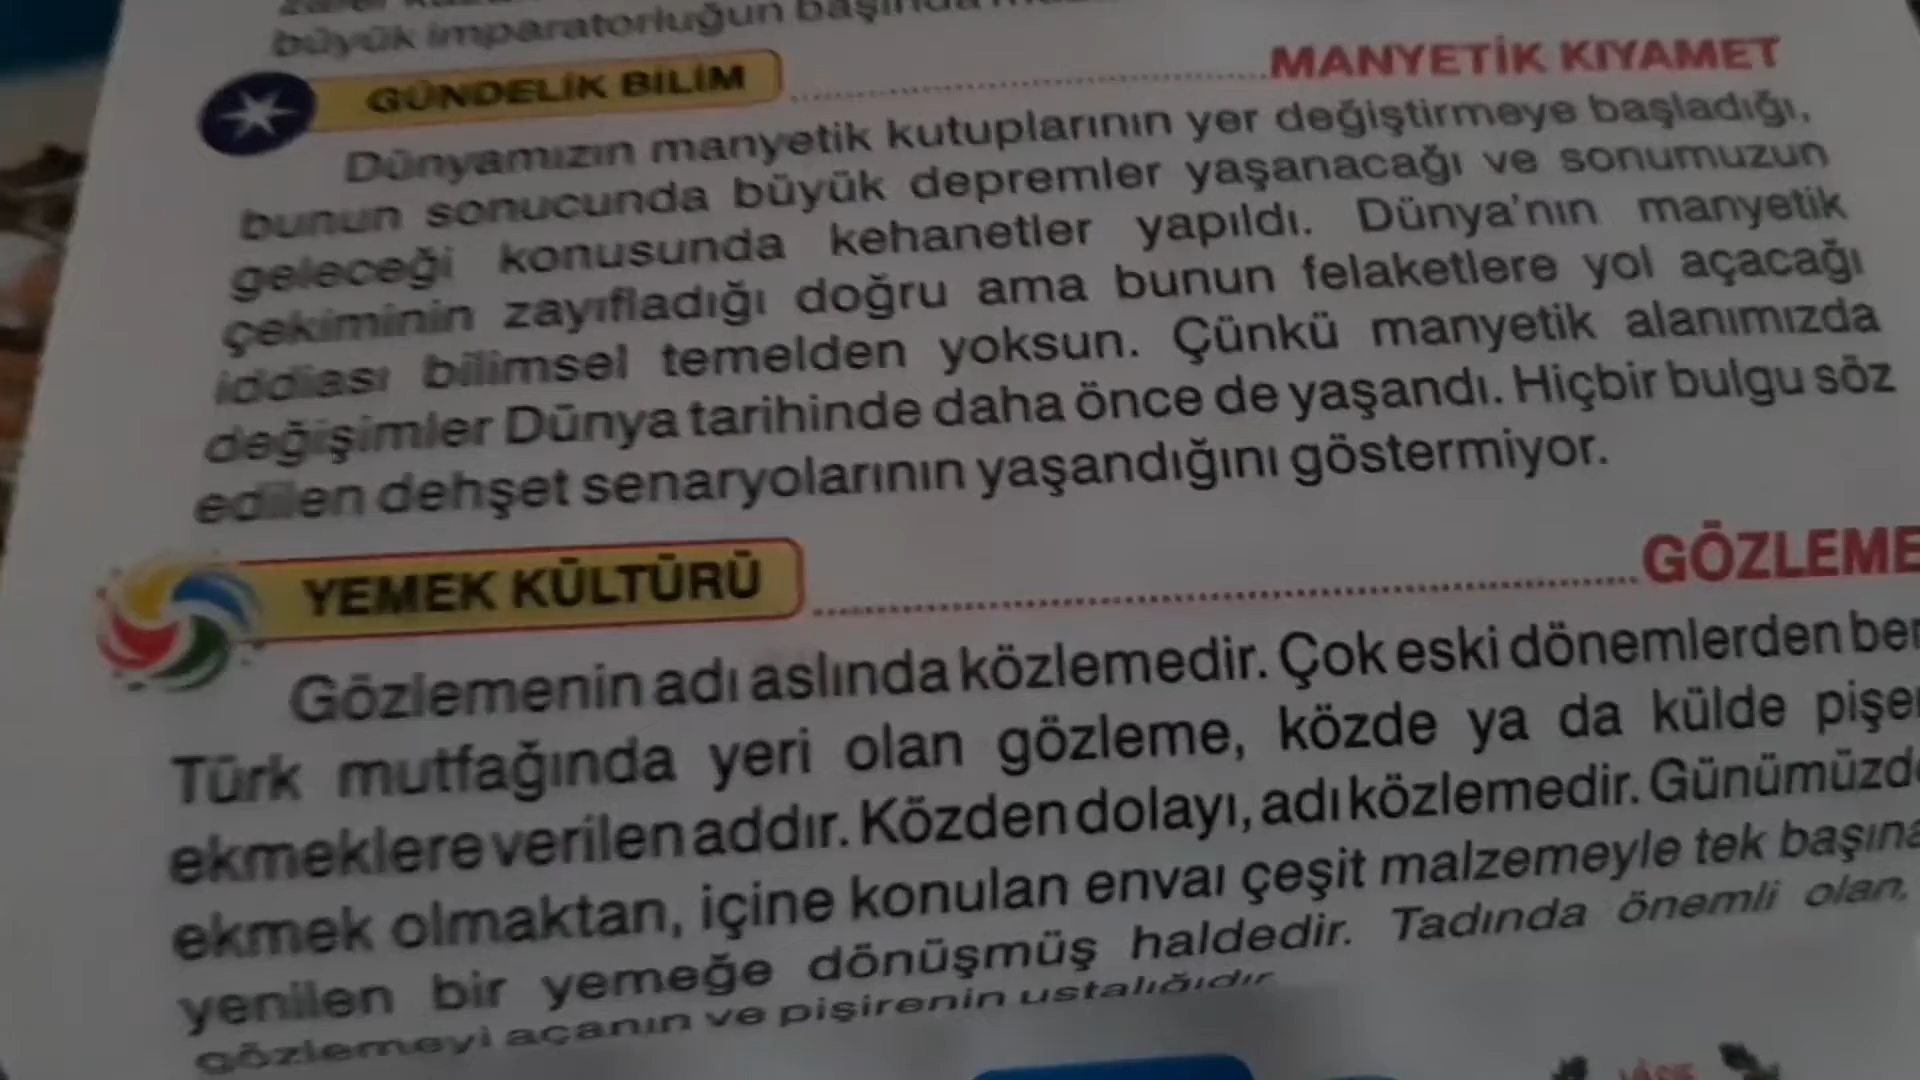 büyük imparatorluğun başında
GÜNDELİK BİLİM MANYETİK KIYAMET
Dünyamızın manyetik kutuplarının yer değiştirmeye başladığı,
bunun sonucunda büyük depremler yaşanacağı ve sonumuzun
geleceği konusunda kehanetler yapıldı. Dünya'nın manyetik
çekiminin zayıfladığı doğru ama bunun felaketlere yol açacağı
iddiası bilimsel temelden yoksun. Çünkü manyetik alanımızda
değişimler Dünya tarihinde daha önce de yaşandı. Hiçbir bulgu söz
edilen dehşet senaryolarının yaşandığını göstermiyor.
YEMEK KÜLTÜRÜ GÖZLEME
Gözlemenin adı aslında közlemedir. Çok eski dönemlerden ber
Türk mutfağında yeri olan gözleme, közde ya da külde pişe
ekmeklere verilen addır. Közden dolayı, adı közlemedir. Günümüzd
ekmek olmaktan, içine konulan envaı çeşit malzemeyle tek başına
yenilen bir yemeğe dönüşmüş haldedir. Tadında önemli olan,
gözlemeyi açanın ve pişirenin ustalığıdır